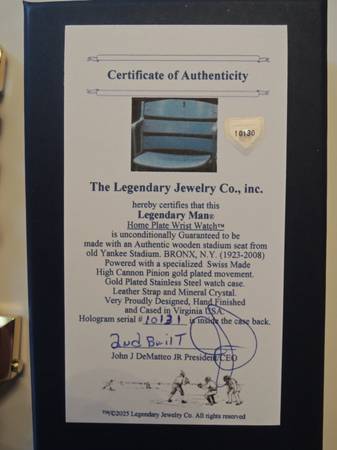 Certificate of Authenticity
10130
The Legendary Jewelry Co., inc.
hereby certifies that this
Legendary Man®
Home Plate Wrist Watch™
is unconditionally Guaranteed to be
made with an Authentic wooden stadium seat from
old Yankee Stadium. BRONX, N.Y. (1923-2008)
Powered with a specialized Swiss Made
High Cannon Pinion gold plated movement.
Gold Plated Stainless Steel watch case.
Leather Strap and Mineral Crystal.
Very Proudly Designed, Hand Finished
and Cased in Virginia USA.
Hologram serial # 10131 is inside the case back.
2nd Built
John J DeMatteo JR President/CEO
™/©2025 Legendary Jewelry Co. All rights reserved